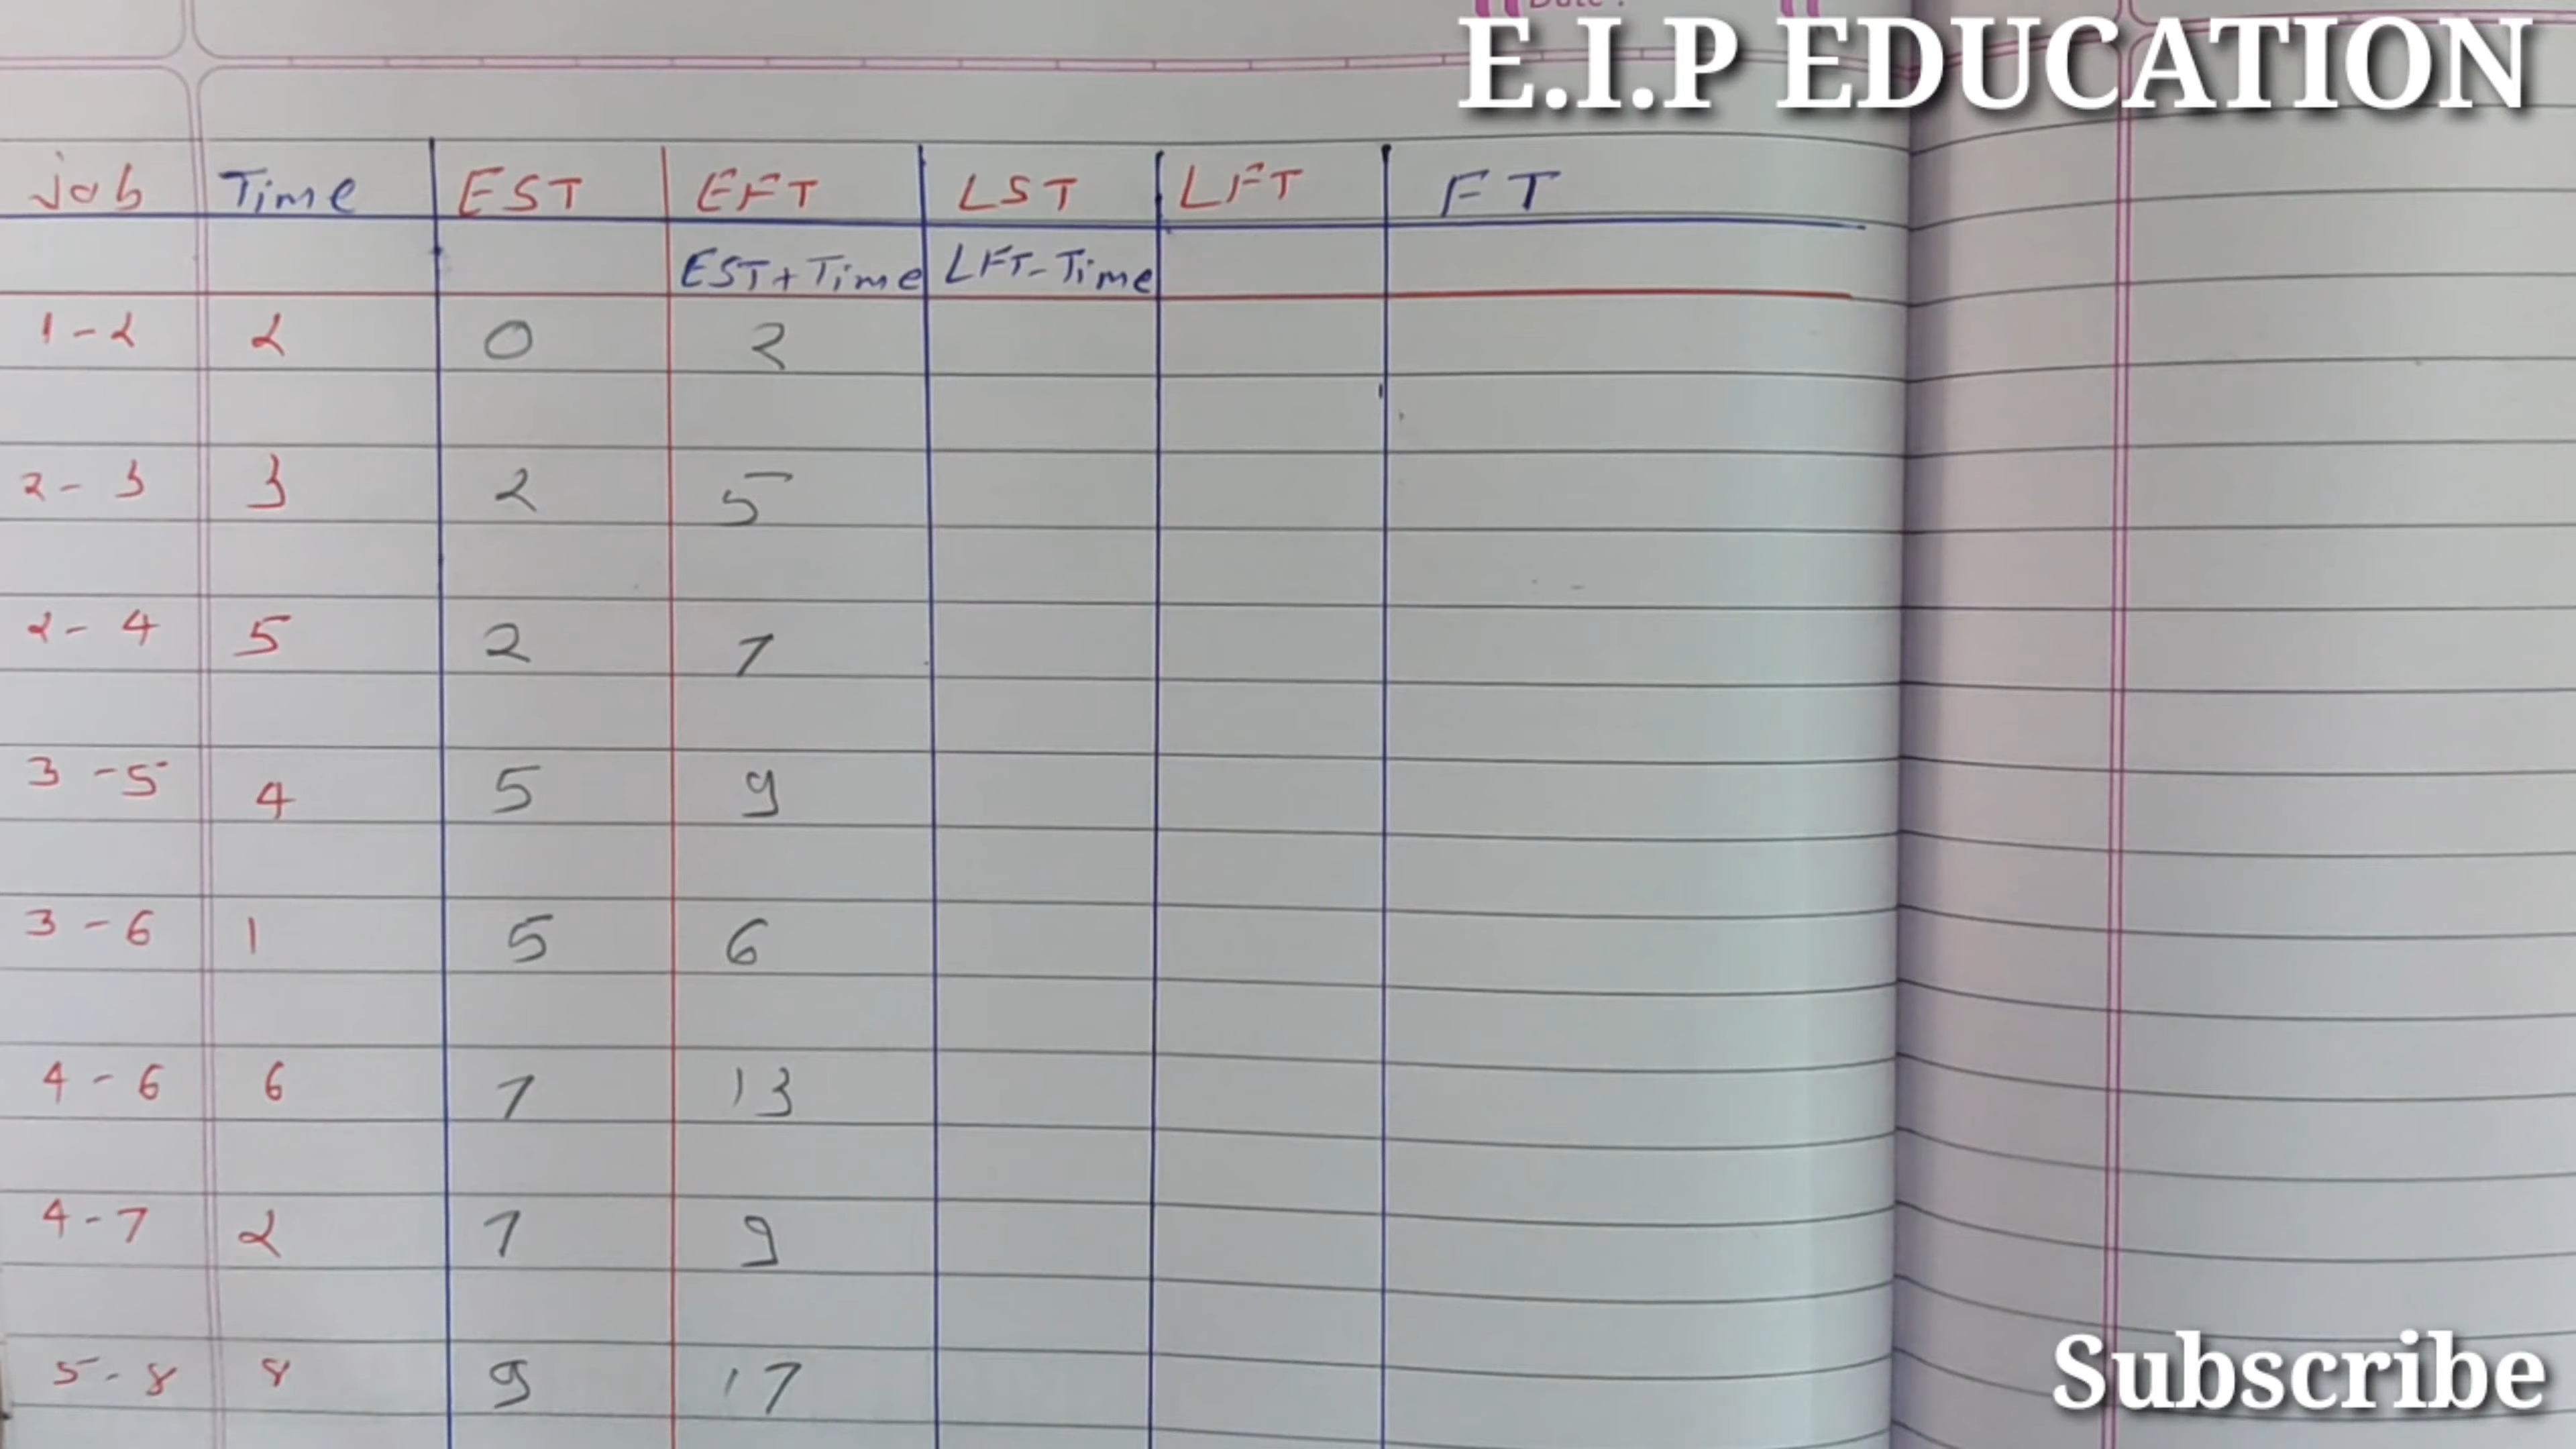 E.I.P EDUCATION
Job Time EST EFT LST LFT FT
EST+Time LFT-Time
1-2 2 0 2
2-3 3 2 5
2-4 5 2 7
3-5 4 5 9
3-6 1 5 6
4-6 6 7 13
4-7 2 7 9
5-8 8 9 17
Subscribe